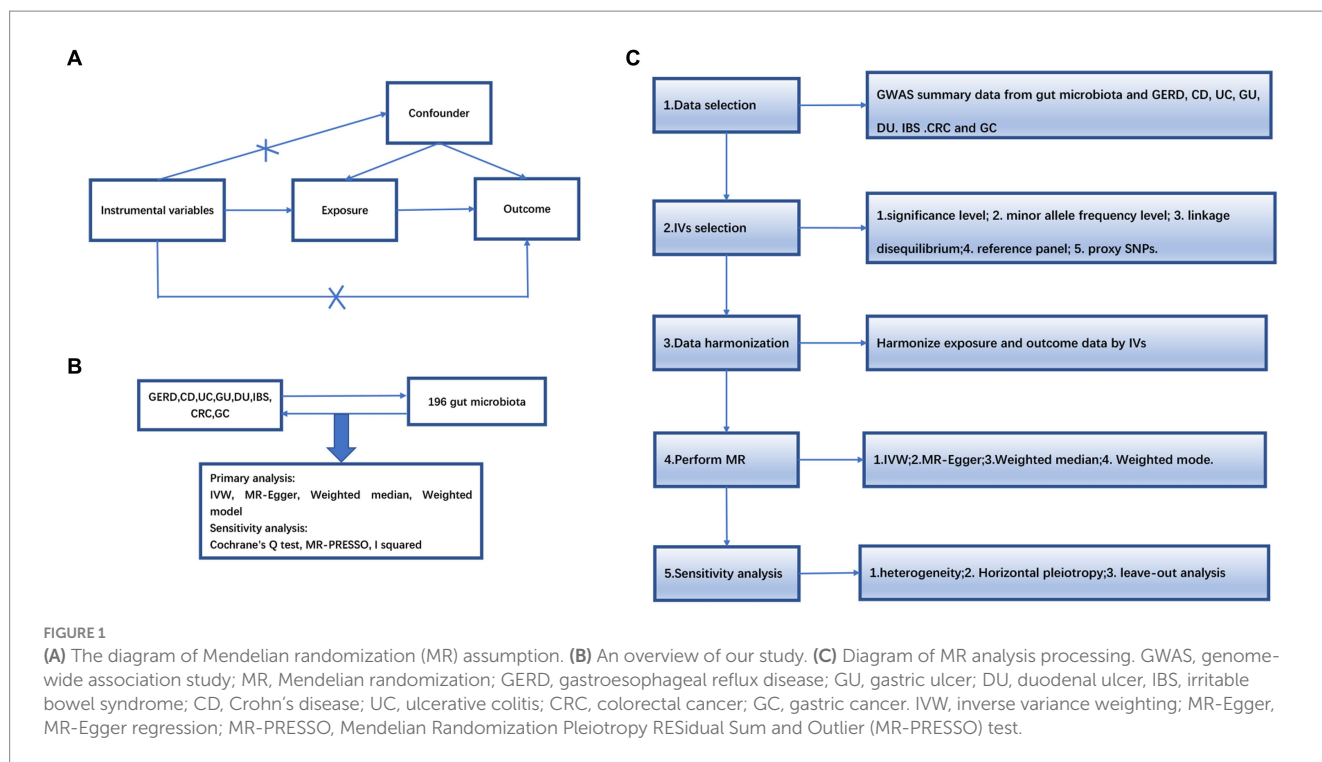 A
Confounder
Instrumental variables
Exposure
Outcome
B
GERD,CD,UC,GU,DU,IBS,
CRC,GC
196 gut microbiota
Primary analysis:
IVW, MR-Egger, Weighted median, Weighted
model
Sensitivity analysis:
Cochrane's Q test, MR-PRESSO, I squared
C
1.Data selection
GWAS summary data from gut microbiota and GERD, CD, UC, GU,
DU. IBS .CRC and GC
2.IVs selection
1.significance level; 2. minor allele frequency level; 3. linkage
disequilibrium;4. reference panel; 5. proxy SNPs.
3.Data harmonization
Harmonize exposure and outcome data by IVs
4.Perform MR
1.IVW;2.MR-Egger;3.Weighted median;4. Weighted mode.
5.Sensitivity analysis
1.heterogeneity;2. Horizontal pleiotropy;3. leave-out analysis
FIGURE 1
(A) The diagram of Mendelian randomization (MR) assumption. (B) An overview of our study. (C) Diagram of MR analysis processing. GWAS, genome-
wide association study; MR, Mendelian randomization; GERD, gastroesophageal reflux disease; GU, gastric ulcer; DU, duodenal ulcer, IBS, irritable
bowel syndrome; CD, Crohn's disease; UC, ulcerative colitis; CRC, colorectal cancer; GC, gastric cancer. IVW, inverse variance weighting; MR-Egger,
MR-Egger regression; MR-PRESSO, Mendelian Randomization Pleiotropy RESidual Sum and Outlier (MR-PRESSO) test.